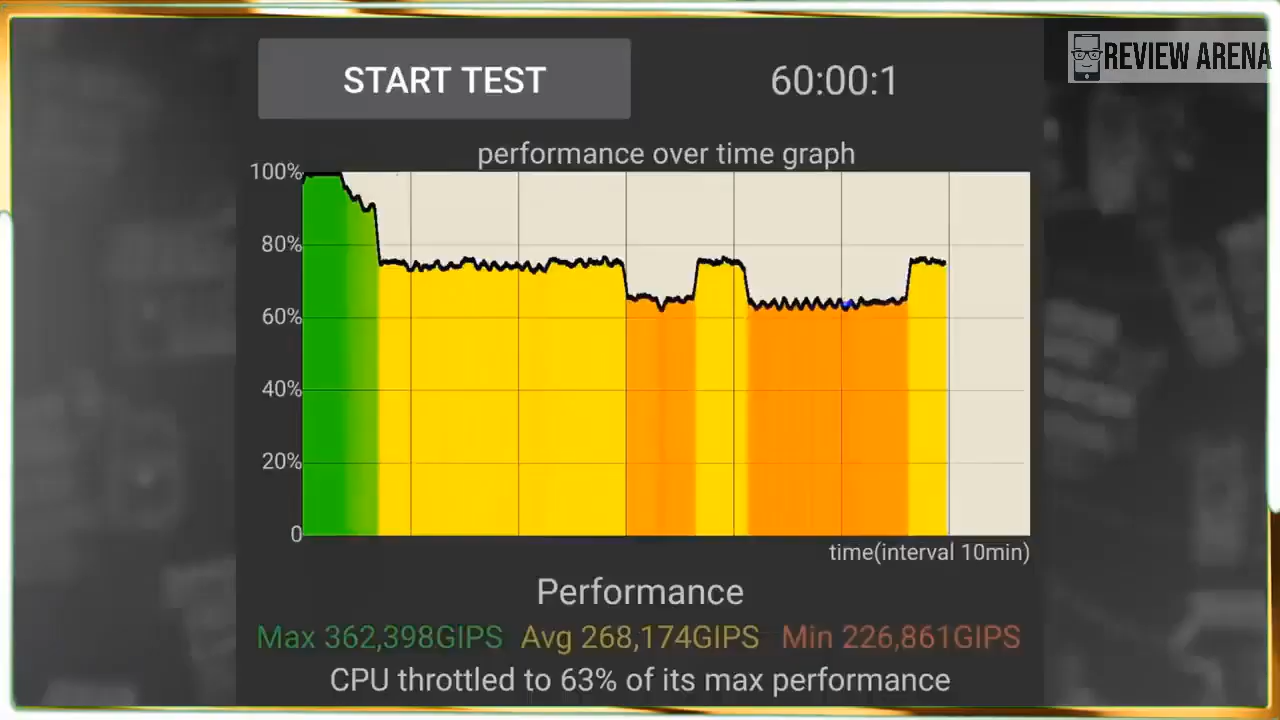 REVIEW ARENA
START TEST
60:00:1
performance over time graph
100%
80%
60%
40%
20%
0
time(interval 10min)
Performance
Max 362,398GIPS Avg 268,174GIPS Min 226,861GIPS
CPU throttled to 63% of its max performance